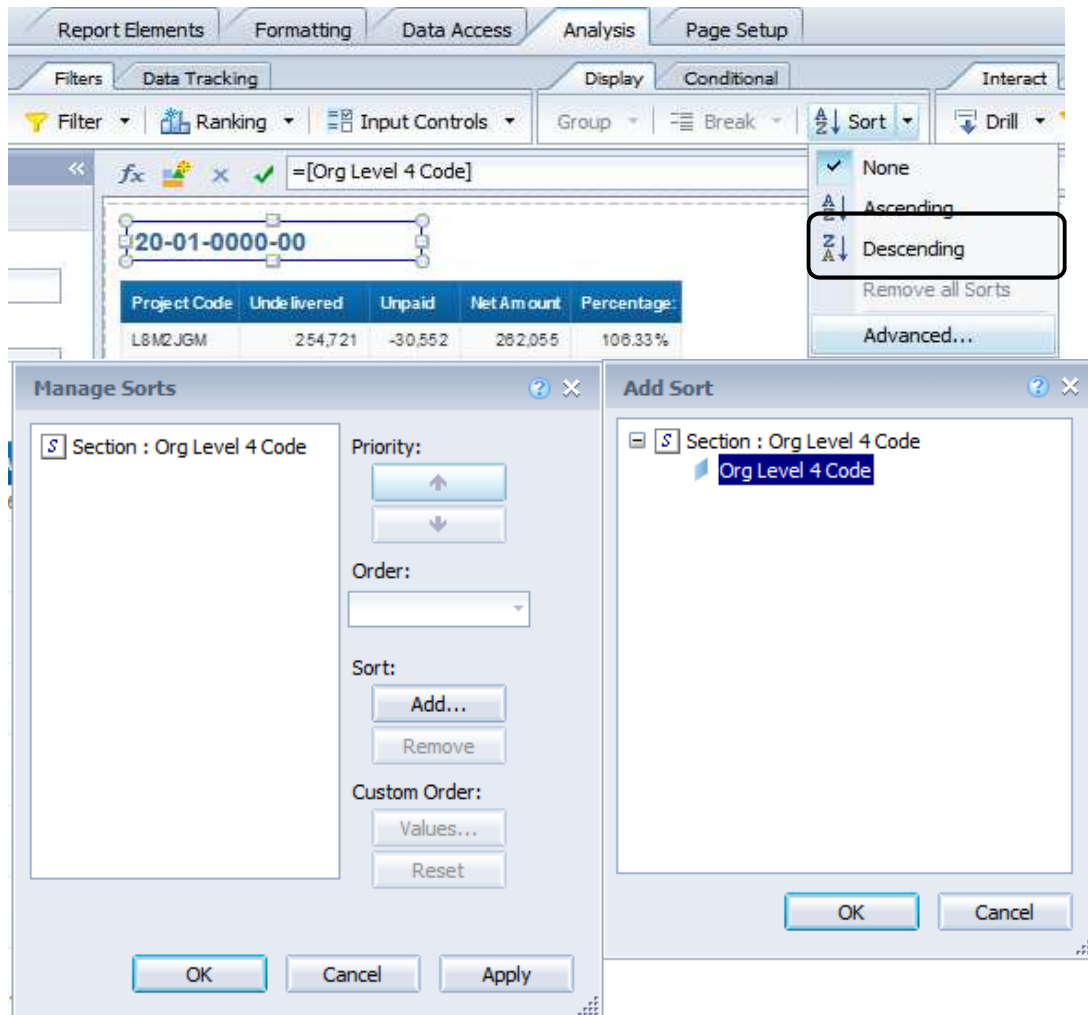 Report Elements Formatting Data Access Analysis Page Setup
Filters Data Tracking Display Conditional Interact
Filter Ranking Input Controls Group Break Sort Drill
None
=[Org Level 4 Code]
Ascending
20-01-0000-00
Descending
Remove all Sorts
Project Code Undelivered Unpaid Net Amount Percentage:
Advanced...
L8M2JGM 254,721 -30,552 262,055 106.33%
Manage Sorts
Section : Org Level 4 Code
Priority:
Order:
Sort:
Add...
Remove
Custom Order:
Values...
Reset
OK Cancel Apply
Add Sort
Section : Org Level 4 Code
Org Level 4 Code
OK Cancel